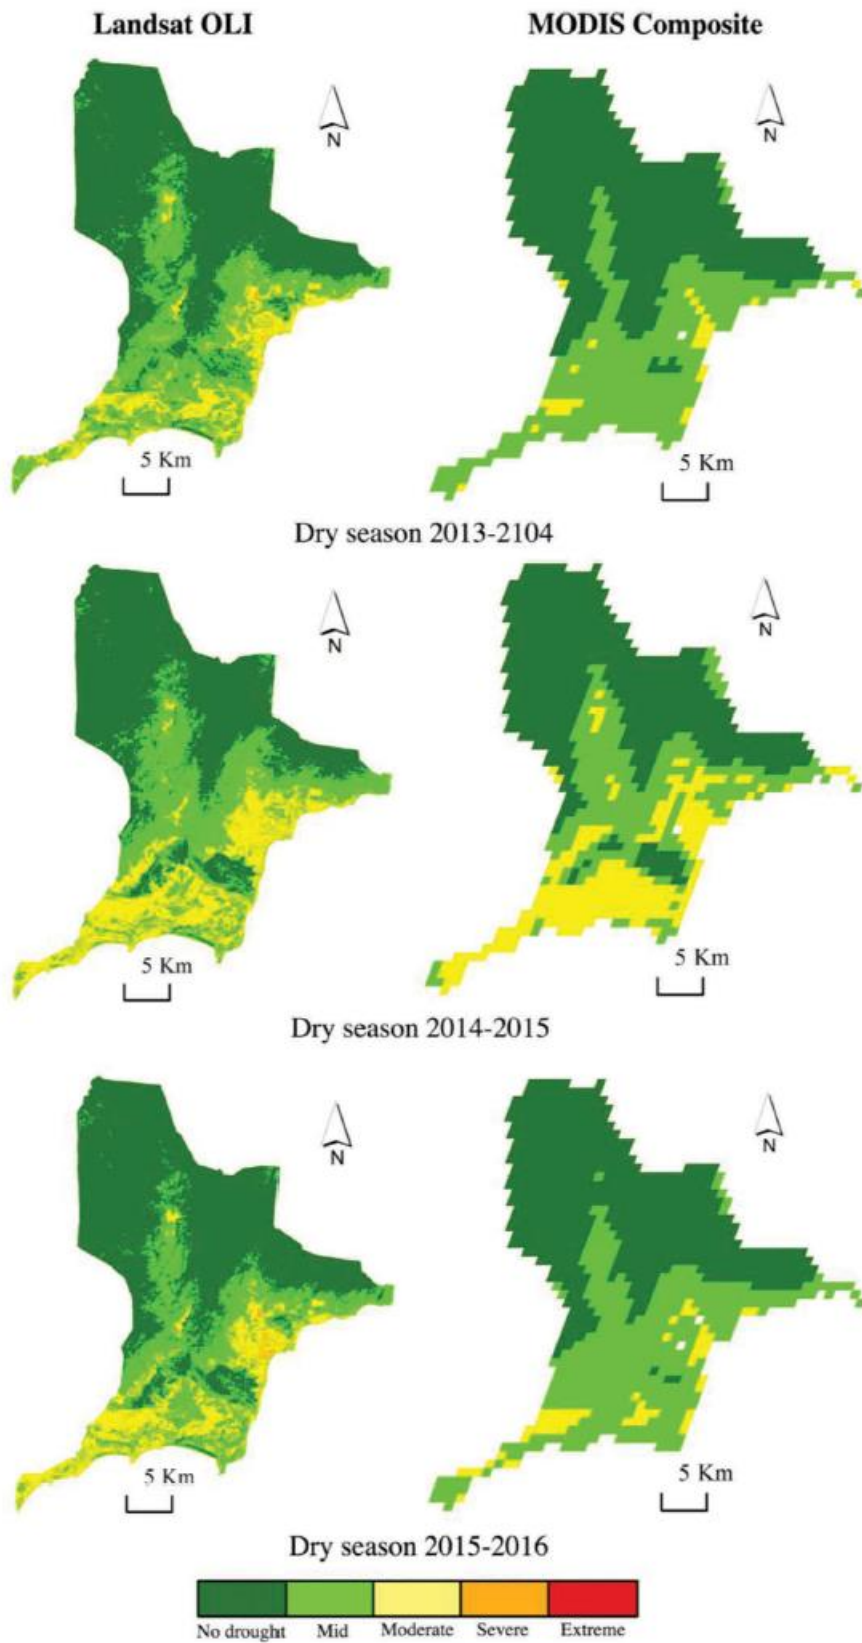 Landsat OLI MODIS Composite
N N
5 Km 5 Km
Dry season 2013-2104
N N
5 Km 5 Km
Dry season 2014-2015
N N
5 Km 5 Km
Dry season 2015-2016
No drought Mid Moderate Severe Extreme